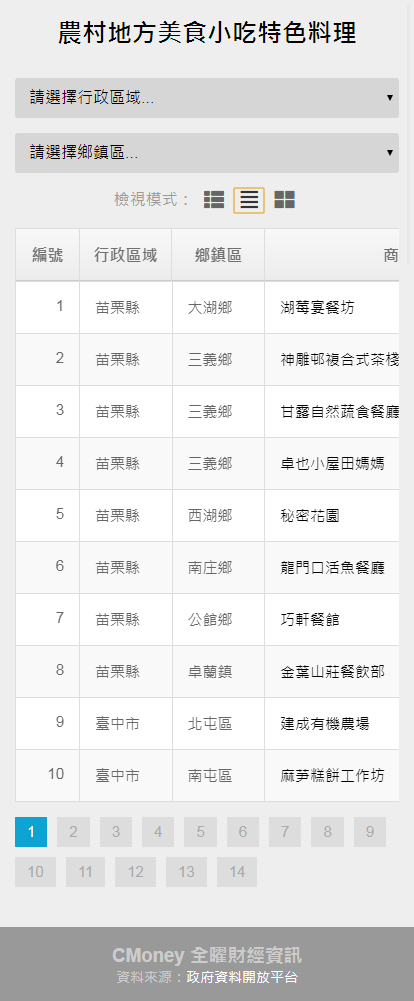 農村地方美食小吃特色料理
請選擇行政區域...
請選擇鄉鎮區...
檢視模式：
編號 行政區域 鄉鎮區 商
1 苗栗縣 大湖鄉 湖莓宴餐坊
2 苗栗縣 三義鄉 神雕邨複合式茶棧
3 苗栗縣 三義鄉 甘露自然蔬食餐廳
4 苗栗縣 三義鄉 卓也小屋田媽媽
5 苗栗縣 西湖鄉 秘密花園
6 苗栗縣 南庄鄉 龍門口活魚餐廳
7 苗栗縣 公館鄉 巧軒餐館
8 苗栗縣 卓蘭鎮 金葉山莊餐飲部
9 臺中市 北屯區 建成有機農場
10 臺中市 南屯區 麻芛糕餅工作坊
1 2 3 4 5 6 7 8 9
10 11 12 13 14
CMoney 全曜財經資訊
資料來源：政府資料開放平台